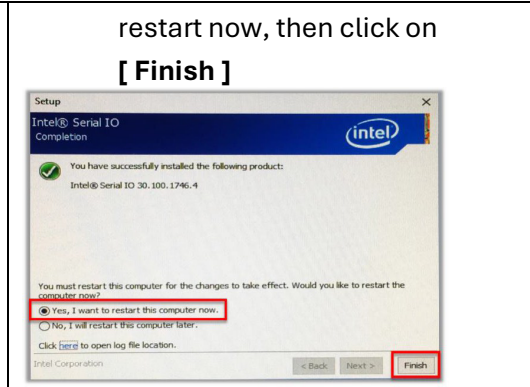 restart now, then click on
[ Finish ]
Setup
Intel® Serial IO
Completion
intel
You have successfully installed the following product:
Intel® Serial IO 30.100.1746.4
You must restart this computer for the changes to take effect. Would you like to restart the
computer now?
Yes, I want to restart this computer now.
No, I will restart this computer later.
Click here to open log file location.
Intel Corporation
< Back Next > Finish